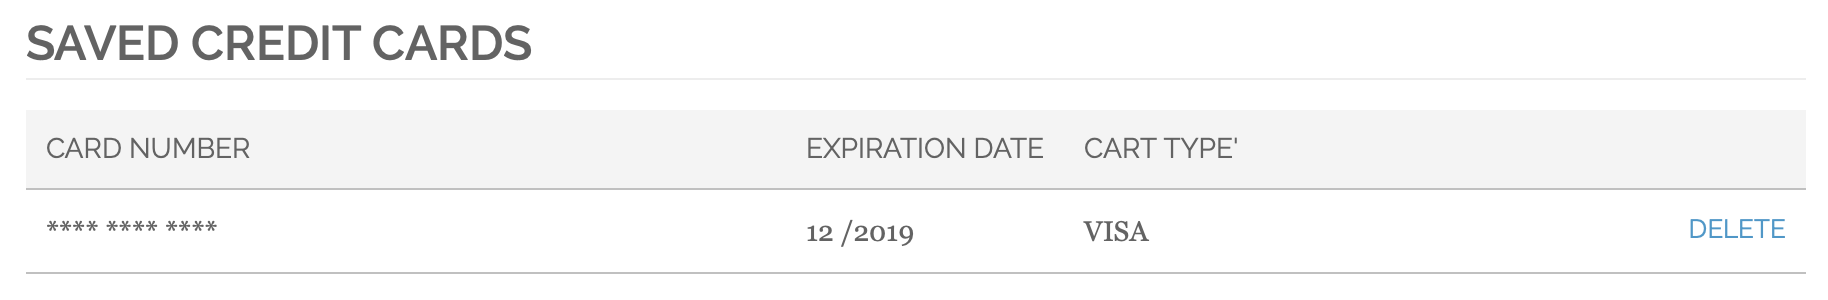 SAVED CREDIT CARDS
CARD NUMBER EXPIRATION DATE CART TYPE'
**** **** **** 12 /2019 VISA DELETE